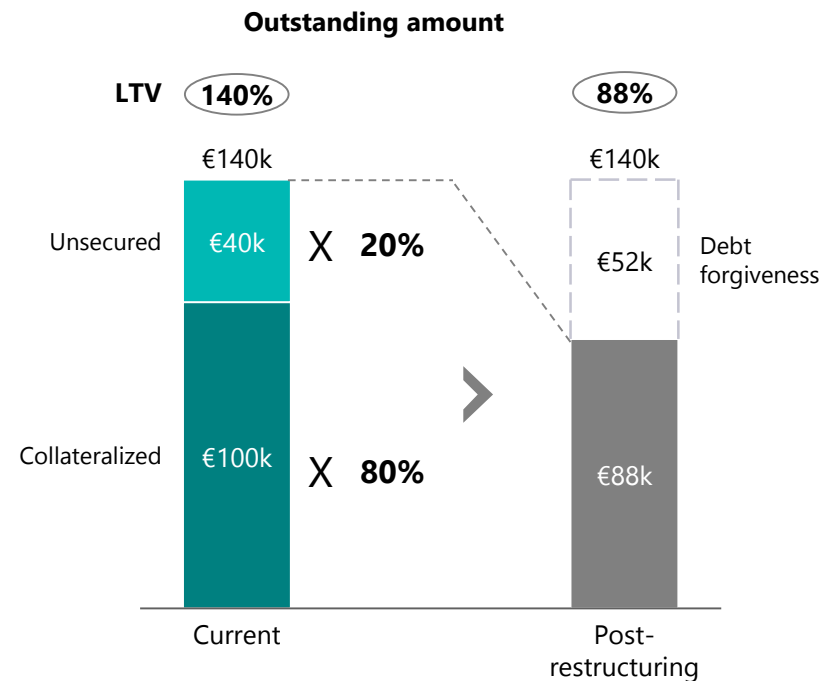 Outstanding amount
LTV 140% 88%
€140k €140k
Unsecured €40k X 20% €52k Debt
forgiveness
Collateralized €100k X 80% €88k
Current Post-
restructuring